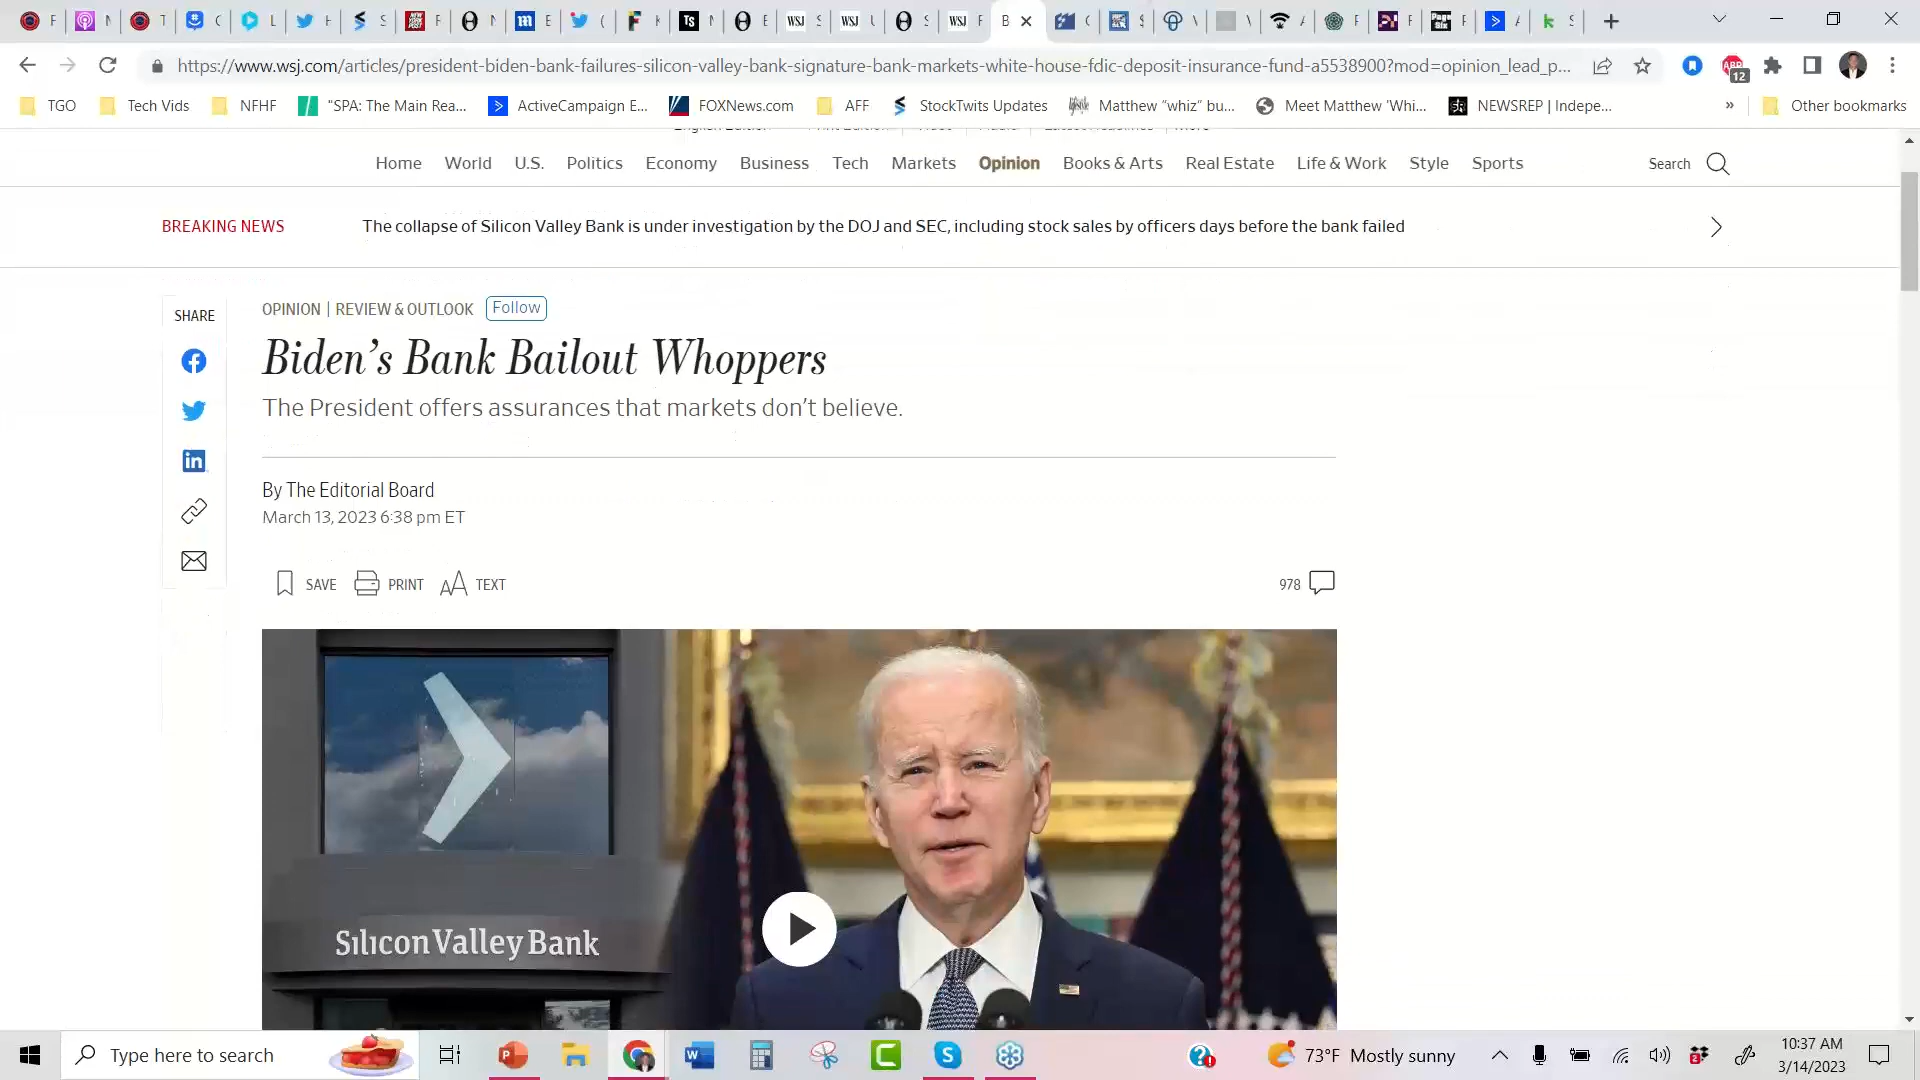 https://www.wsj.com/articles/president-biden-bank-failures-silicon-valley-bank-signature-bank-markets-white-house-fdic-deposit-insurance-fund-a5538900?mod=opinion_lead_p...
12
TGO
Tech Vids
NFHF
"SPA: The Main Rea...
ActiveCampaign E...
FOXNews.com
AFF
StockTwits Updates
Matthew "whiz" bu...
Meet Matthew 'Whi...
NEWSREP | Indepe...
»
Other bookmarks
Home World U.S. Politics Economy Business Tech Markets Opinion Books & Arts Real Estate Life & Work Style Sports
Search
BREAKING NEWS
The collapse of Silicon Valley Bank is under investigation by the DOJ and SEC, including stock sales by officers days before the bank failed
SHARE
OPINION | REVIEW & OUTLOOK
Follow
Biden's Bank Bailout Whoppers
The President offers assurances that markets don't believe.
By The Editorial Board
March 13, 2023 6:38 pm ET
SAVE
PRINT
TEXT
978
Silicon Valley Bank
Type here to search
73°F Mostly sunny
10:37 AM
3/14/2023